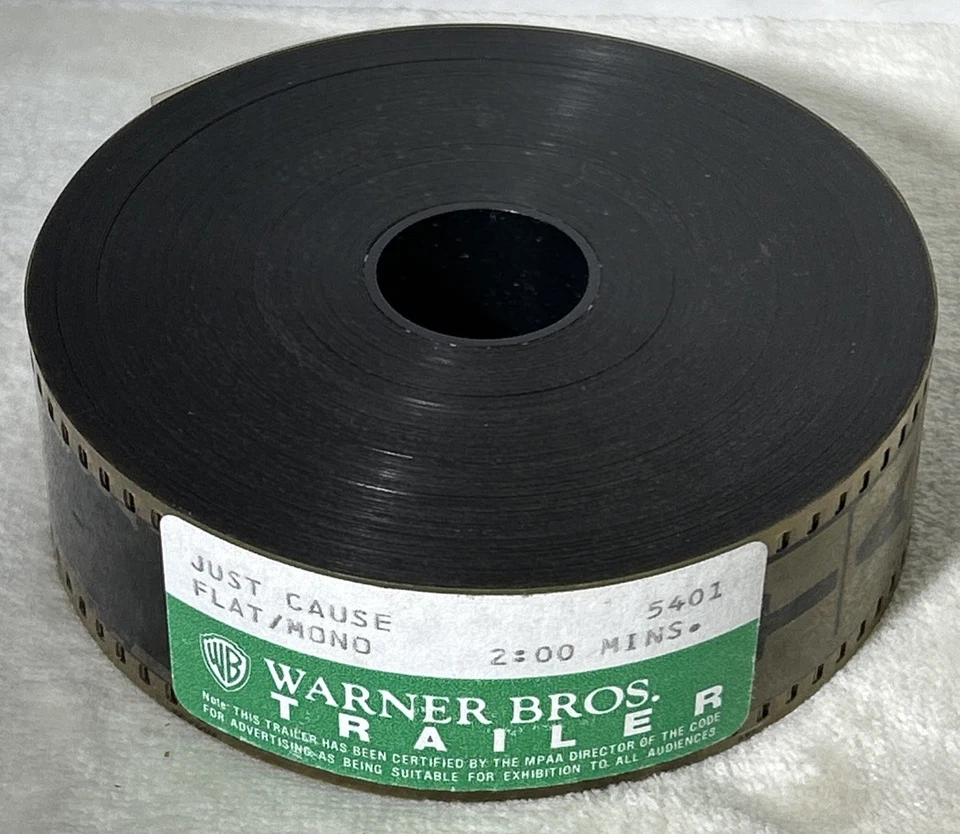 JUST CAUSE 5401
FLAT/MONO 2:00 MINS.
WB WARNER BROS.
TRAILER
Note: THIS TRAILER HAS BEEN CERTIFIED BY THE MPAA DIRECTOR OF THE CODE
FOR ADVERTISING AS BEING SUITABLE FOR EXHIBITION TO ALL AUDIENCES